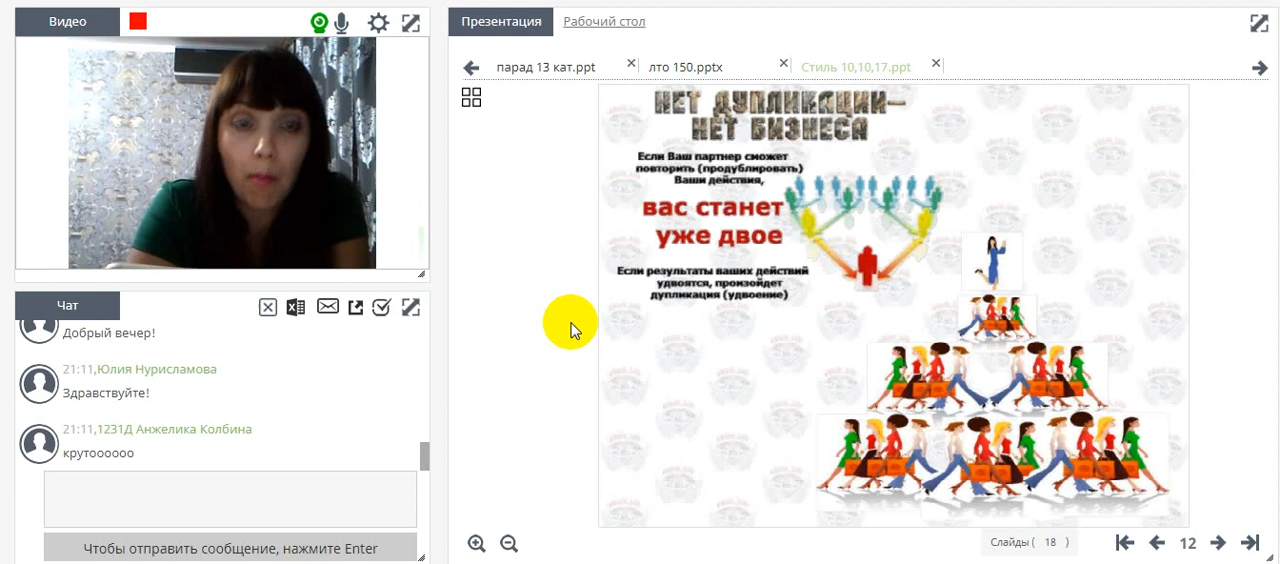 Видео
Презентация
Рабочий стол
парад 13 кат.ppt
лто 150.pptx
Стиль 10,10,17.ppt
НЕТ ДУПЛИКАЦИИ–
НЕТ БИЗНЕСА
Если Ваш партнер сможет
повторить (продублировать)
Ваши действия,
вас станет
уже двое
Если результаты ваших действий
удвоятся, произойдет
дупликация (удвоение)
Чат
Добрый вечер!
21:11,Юлия Нурисламова
Здравствуйте!
21:11,1231Д Анжелика Колбина
крутоооооо
Чтобы отправить сообщение, нажмите Enter
Слайды ( 18 )
12